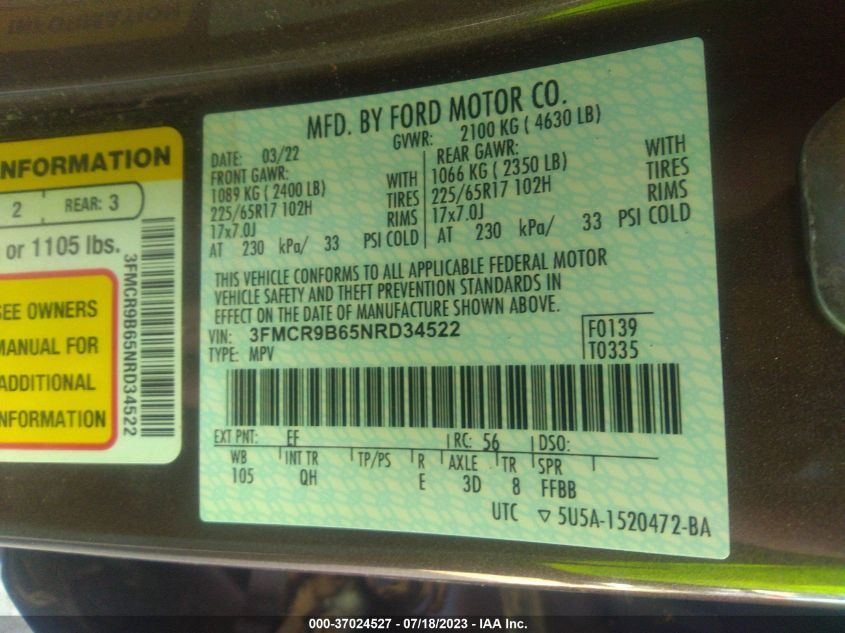 NFORMATION
2 REAR: 3
or 1105 lbs.
SEE OWNERS
MANUAL FOR
ADDITIONAL
INFORMATION
3FMCR9B65NRD34522
MFD. BY FORD MOTOR CO.
DATE: 03/22 GVWR: 2100 KG ( 4630 LB)
FRONT GAWR: REAR GAWR:
1089 KG ( 2400 LB) WITH 1066 KG ( 2350 LB) WITH
225/65R17 102H TIRES 225/65R17 102H TIRES
17x7.0J RIMS 17x7.0J RIMS
AT 230 kPa/ 33 PSI COLD AT 230 kPa/ 33 PSI COLD
THIS VEHICLE CONFORMS TO ALL APPLICABLE FEDERAL MOTOR
VEHICLE SAFETY AND THEFT PREVENTION STANDARDS IN
EFFECT ON THE DATE OF MANUFACTURE SHOWN ABOVE.
VIN: 3FMCR9B65NRD34522 F0139
TYPE: MPV T0335
EXT PNT: EF RC: 56 DSO:
WB INT TR TP/PS R AXLE TR SPR
105 QH E 3D 8 FFBB
UTC ▽ 5U5A-1520472-BA
000-37024527 - 07/18/2023 - IAA Inc.